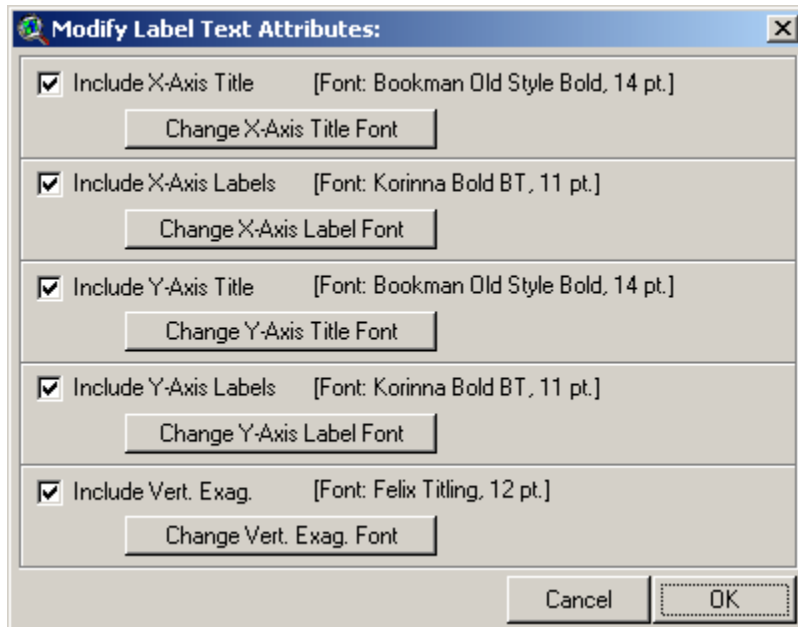 Modify Label Text Attributes:
Include X-Axis Title [Font: Bookman Old Style Bold, 14 pt.]
Change X-Axis Title Font
Include X-Axis Labels [Font: Korinna Bold BT, 11 pt.]
Change X-Axis Label Font
Include Y-Axis Title [Font: Bookman Old Style Bold, 14 pt.]
Change Y-Axis Title Font
Include Y-Axis Labels [Font: Korinna Bold BT, 11 pt.]
Change Y-Axis Label Font
Include Vert. Exag. [Font: Felix Titling, 12 pt.]
Change Vert. Exag. Font
Cancel OK